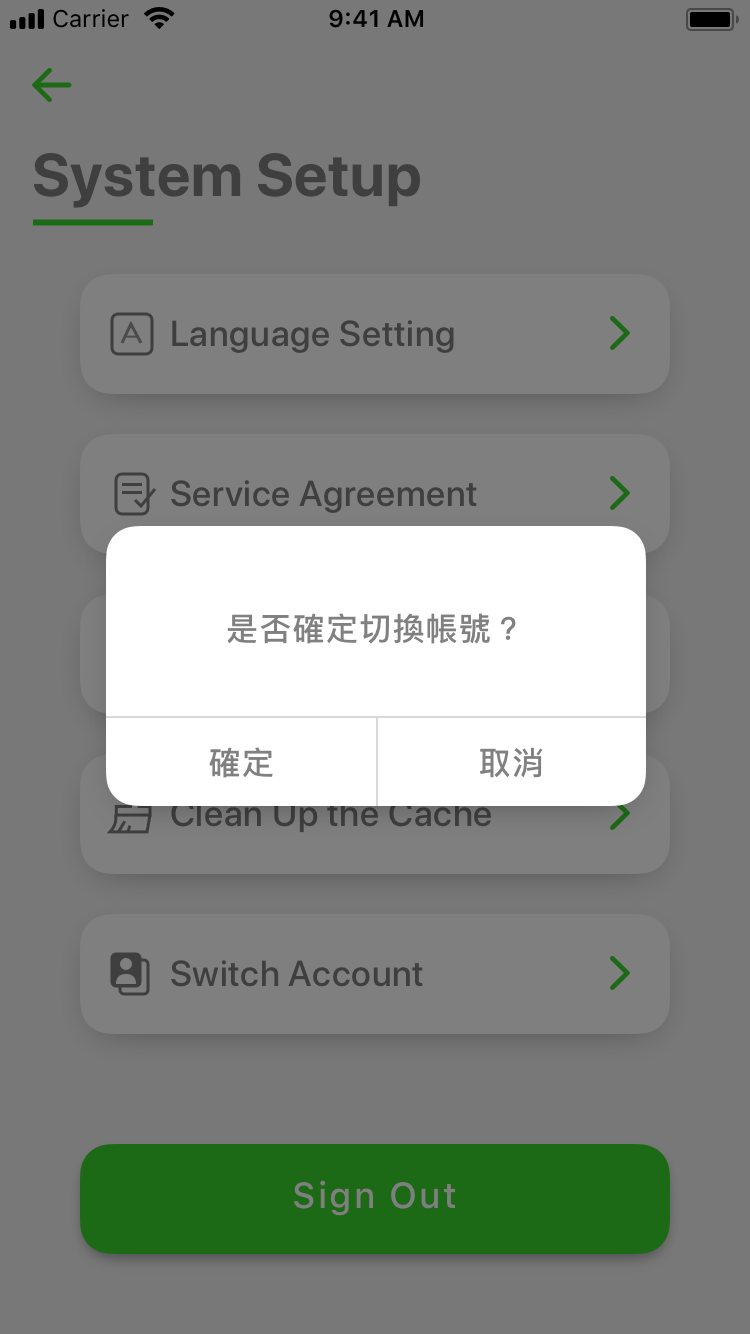 Carrier
9:41 AM
System Setup
Language Setting
Service Agreement
是否確定切換帳號？
確定
取消
Clean Up the Cache
Switch Account
Sign Out